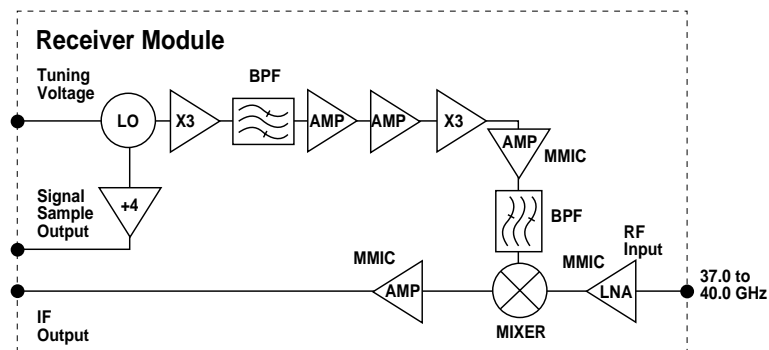 Receiver Module
Tuning
Voltage
BPF
LO
X3
AMP
AMP
X3
AMP
MMIC
Signal
Sample
Output
+4
BPF
RF
Input
MMIC
MMIC
37.0 to
40.0 GHz
AMP
LNA
IF
Output
MIXER